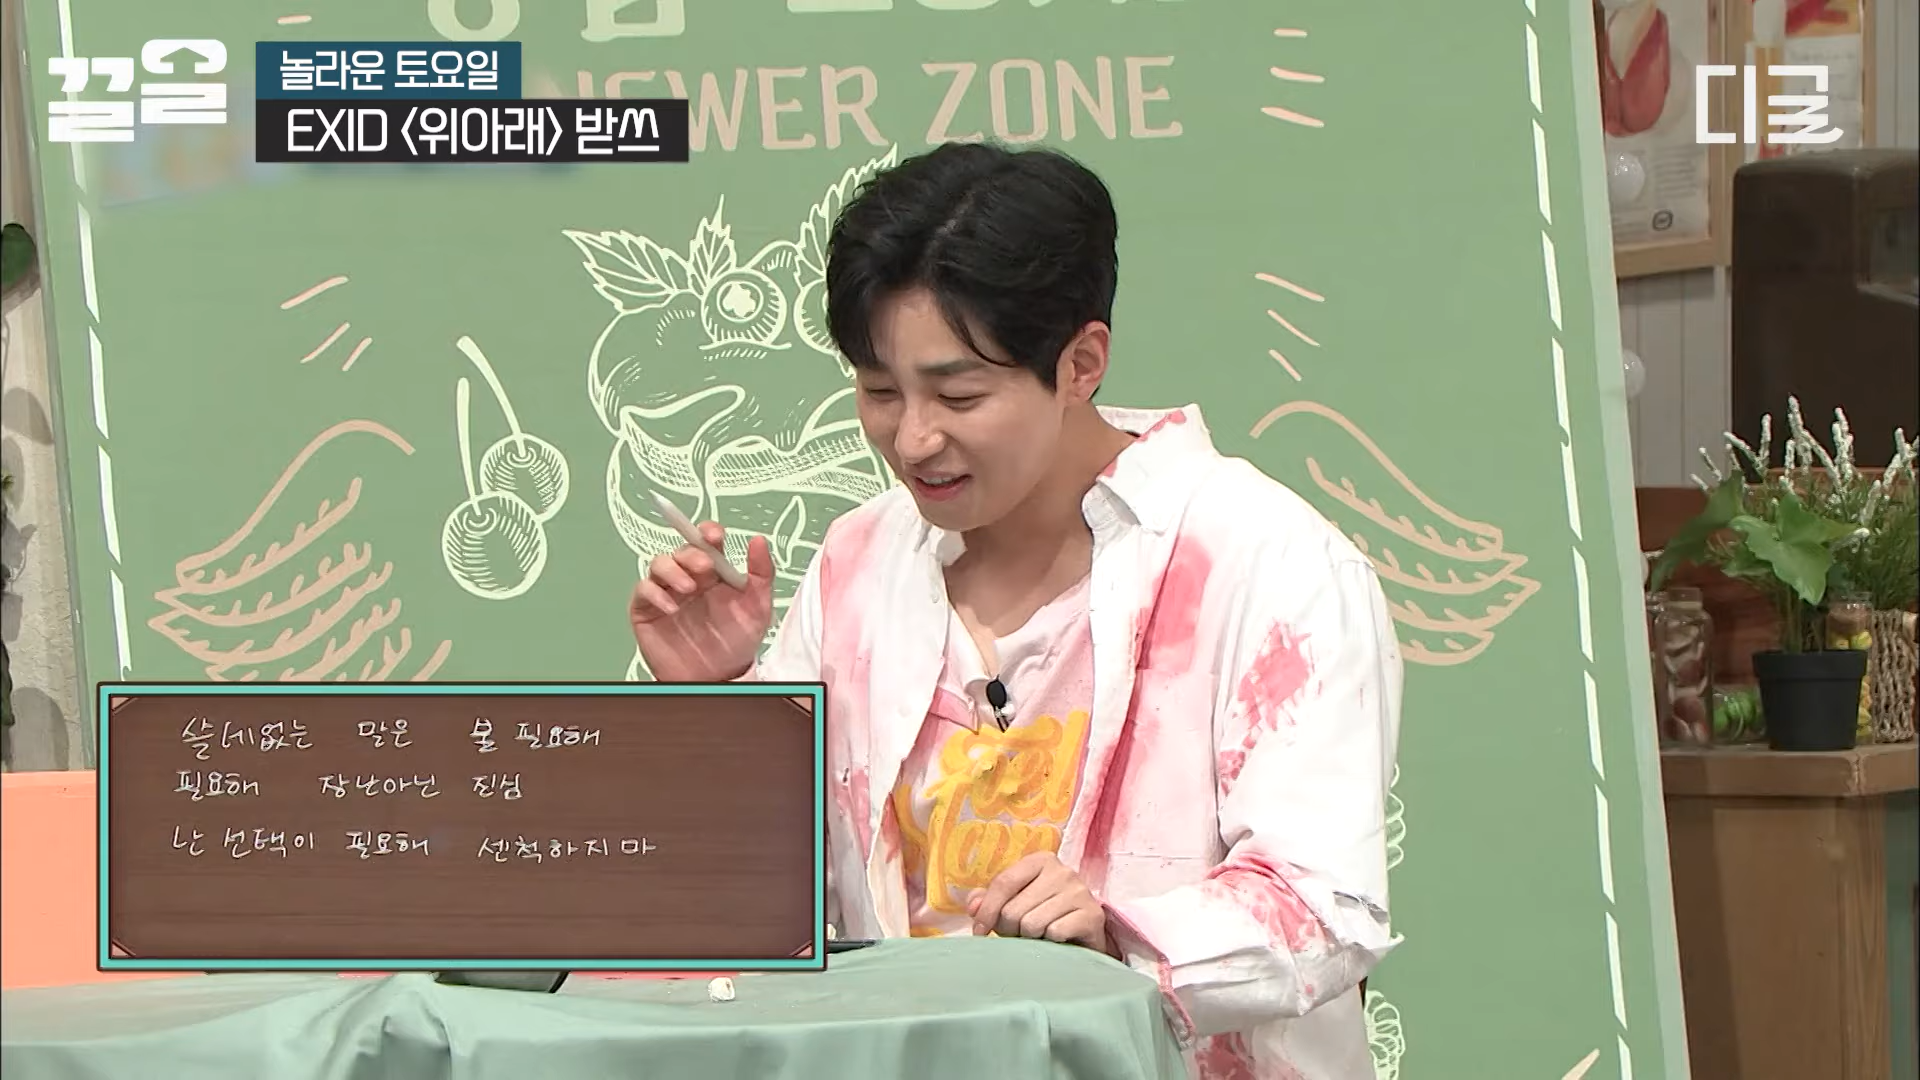 끌올
놀라운 토요일
EXID <위아래> 받쓰
디글
ANSWER ZONE
쓸데없는 말은 불필요해
필요해 장난아닌 진심
난 선택이 필요해 센척하지마
Feel